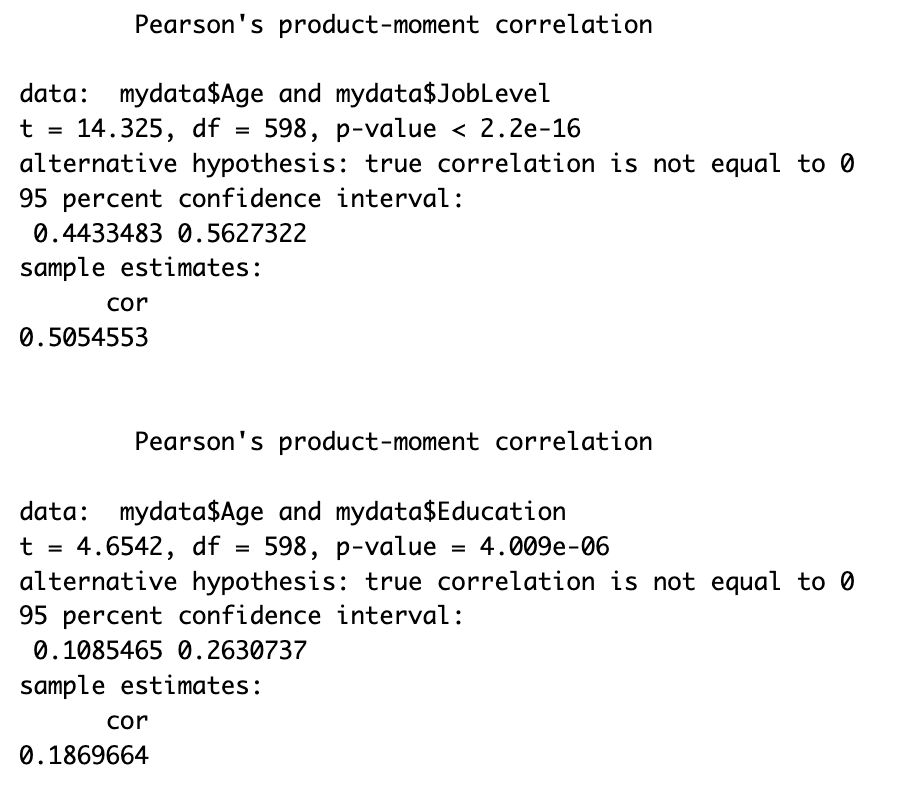 Pearson's product-moment correlation
data:  mydata$Age and mydata$JobLevel
t = 14.325, df = 598, p-value < 2.2e-16
alternative hypothesis: true correlation is not equal to 0
95 percent confidence interval:
 0.4433483 0.5627322
sample estimates:
      cor
0.5054553
Pearson's product-moment correlation
data:  mydata$Age and mydata$Education
t = 4.6542, df = 598, p-value = 4.009e-06
alternative hypothesis: true correlation is not equal to 0
95 percent confidence interval:
 0.1085465 0.2630737
sample estimates:
      cor
0.1869664